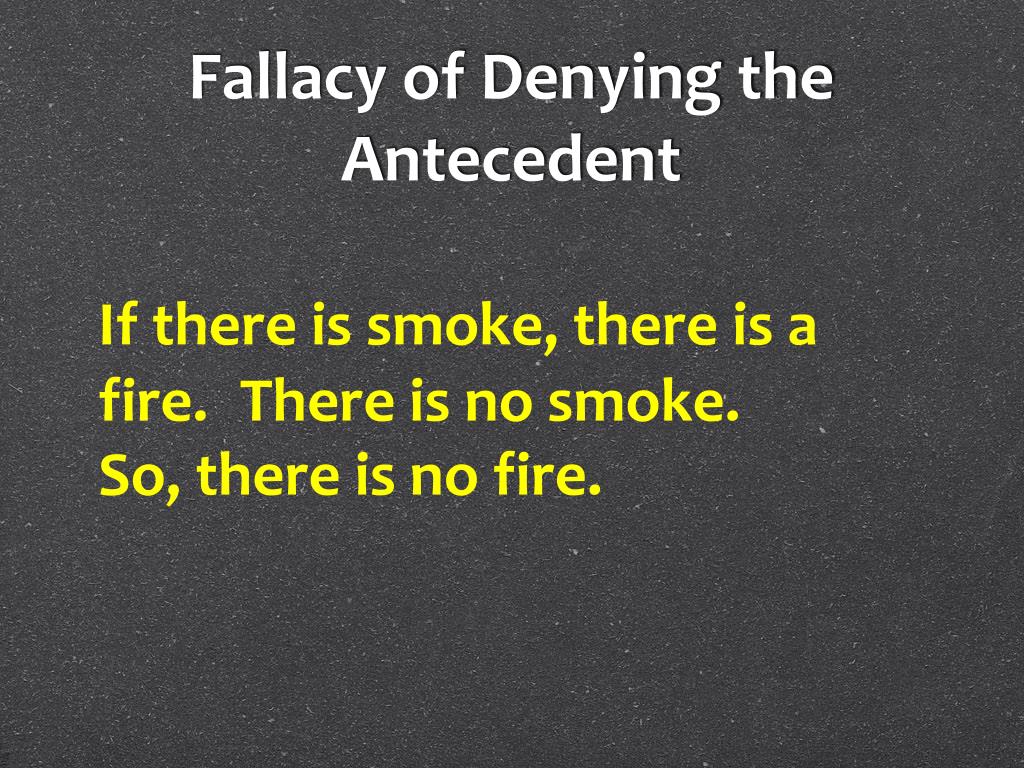 Fallacy of Denying the
Antecedent
If there is smoke, there is a
fire.  There is no smoke.
So, there is no fire.